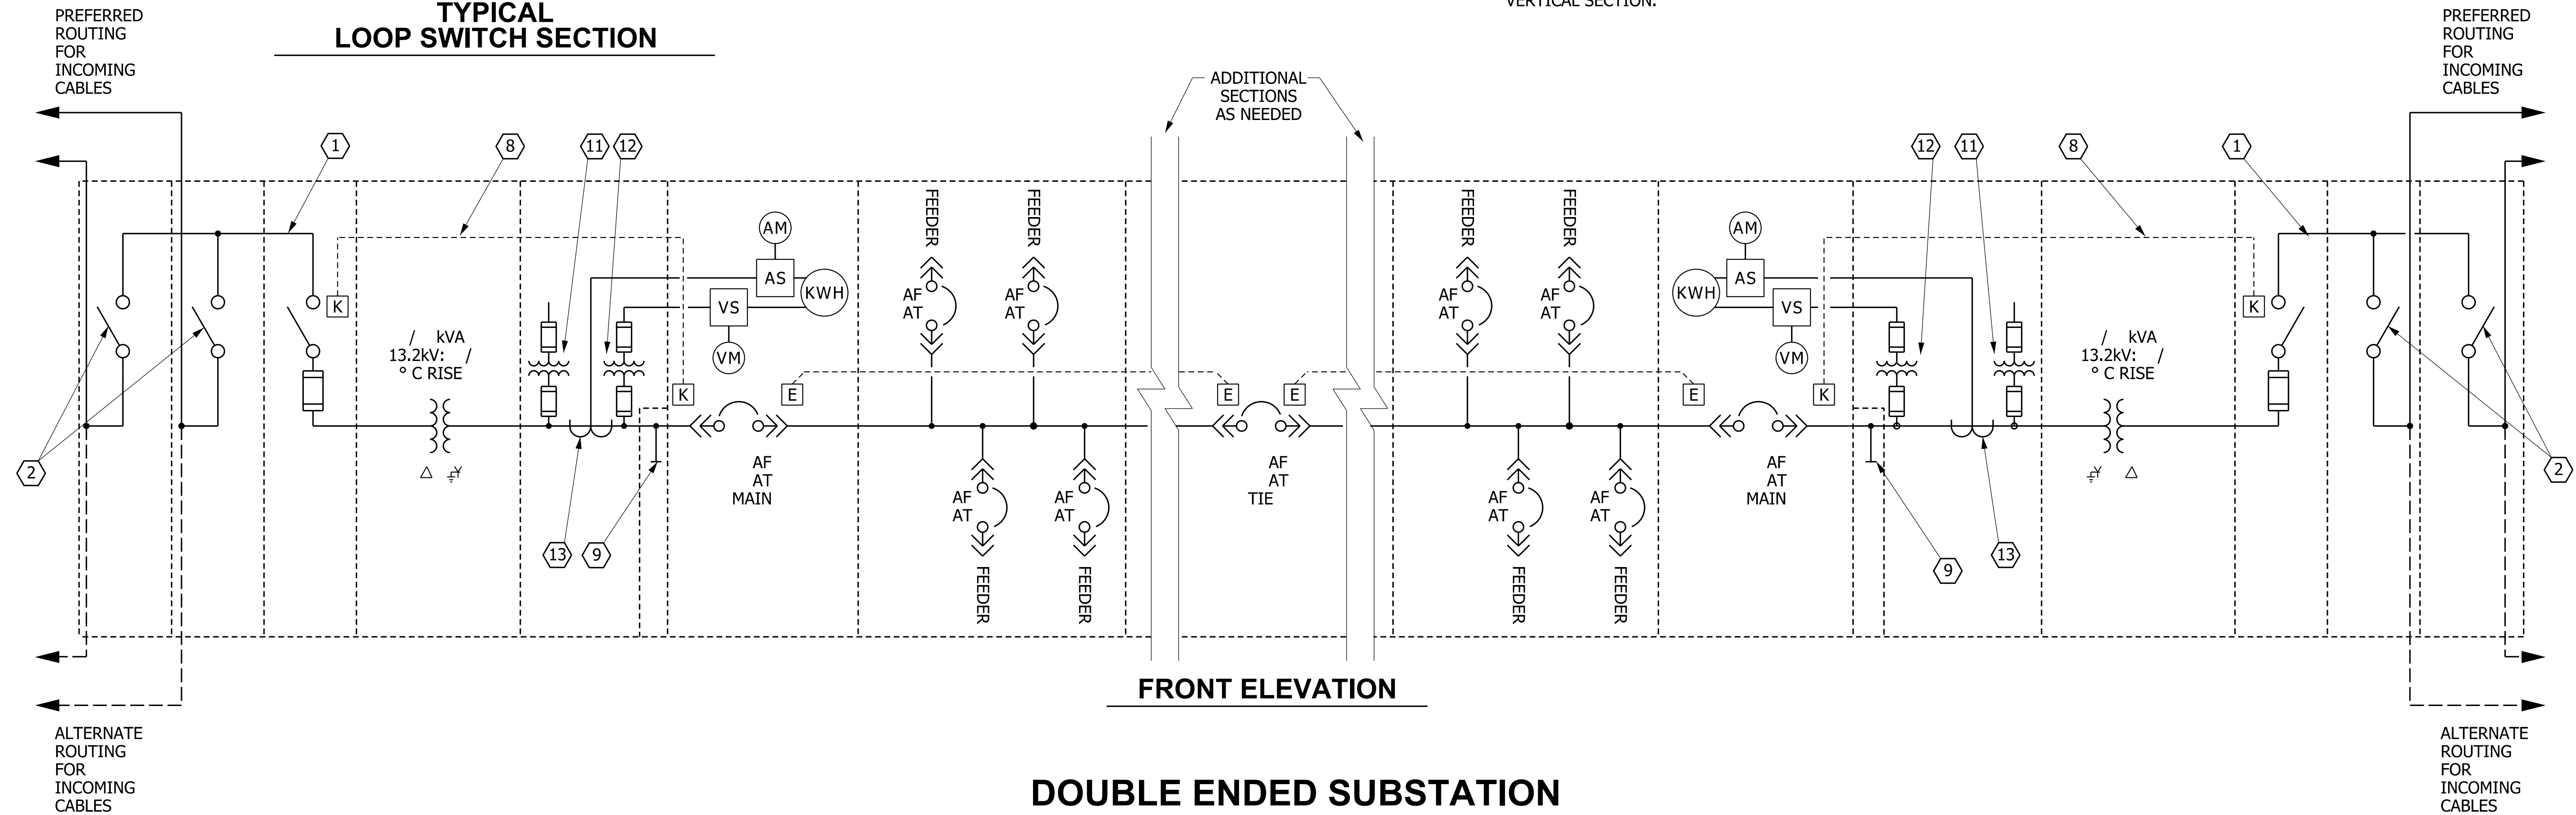 PREFERRED
ROUTING
FOR
INCOMING
CABLES
TYPICAL
LOOP SWITCH SECTION
VERTICAL SECTION.
PREFERRED
ROUTING
FOR
INCOMING
CABLES
ADDITIONAL
SECTIONS
AS NEEDED
1
8
11
12
12
11
8
1
FEEDER
FEEDER
FEEDER
FEEDER
AM
AS
KWH
VS
VM
AM
AS
KWH
VS
VM
K
K
AF
AT
AF
AT
AF
AT
AF
AT
/ kVA
13.2kV: /
° C RISE
/ kVA
13.2kV: /
° C RISE
K
E
E
E
E
K
2
△
Y
AF
AT
MAIN
AF
AT
AF
AT
AF
AT
TIE
AF
AT
AF
AT
AF
AT
MAIN
Y
△
2
13
9
9
13
FEEDER
FEEDER
FEEDER
FEEDER
FRONT ELEVATION
ALTERNATE
ROUTING
FOR
INCOMING
CABLES
ALTERNATE
ROUTING
FOR
INCOMING
CABLES
DOUBLE ENDED SUBSTATION